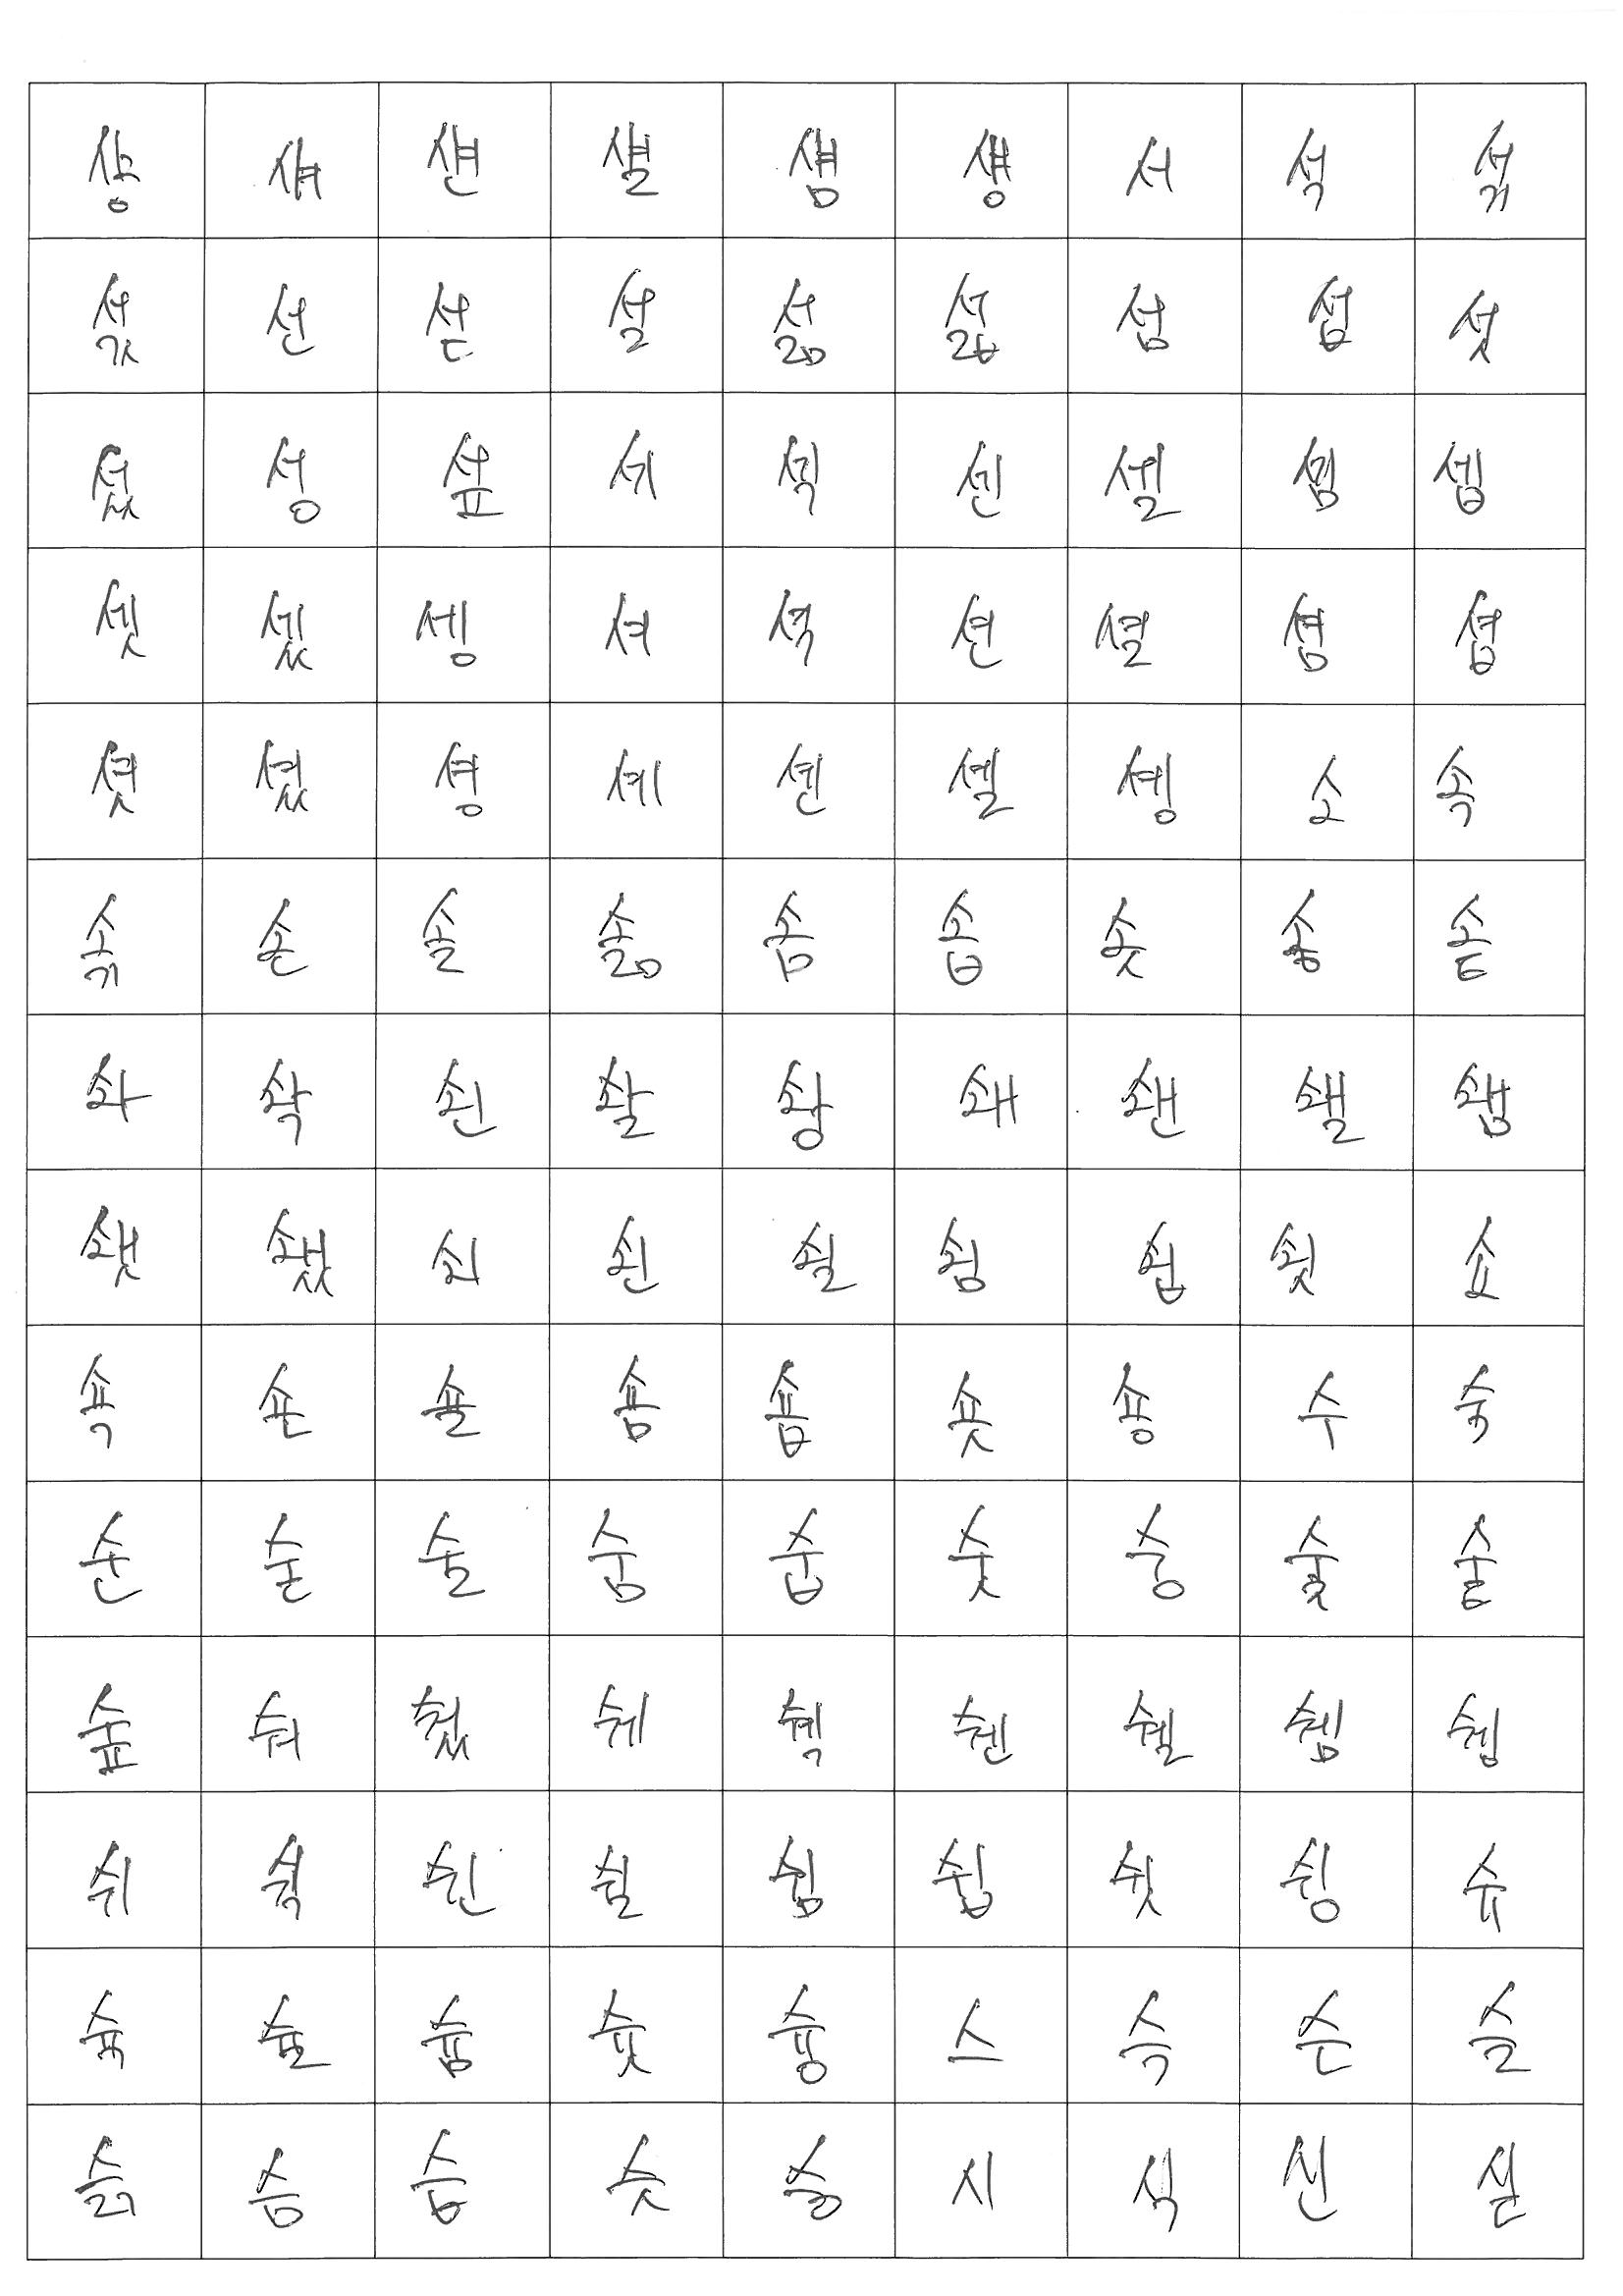 샹 섀 섄 섈 섐 섕 서 석 섞
섟 선 섣 설 섦 섧 섬 섭 섯
섰 성 섶 세 섹 센 셀 셈 셉
셋 셌 셍 셔 셕 션 셜 셤 셥
셧 셨 셩 셰 셴 셸 솅 소 속
솎 손 솔 솖 솜 솝 솟 송 솥
솨 솩 솬 솰 솽 쇄 쇈 쇌 쇔
쇗 쇘 쇠 쇤 쇨 쇰 쇱 쇳 쇼
쇽 숀 숄 숌 숍 숏 숑 수 숙
순 숟 술 숨 숩 숫 숭 숯 숱
숲 숴 쉈 쉐 쉑 쉔 쉘 쉠 쉥
쉬 쉭 쉰 쉴 쉼 쉽 쉿 슁 슈
슉 슐 슘 슛 슝 스 슥 슨 슬
슭 슴 습 슷 승 시 식 신 싣